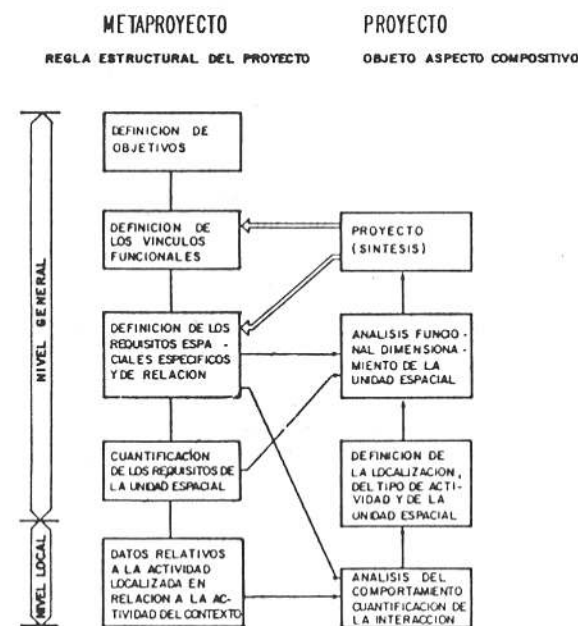 METAPROYECTO
REGLA ESTRUCTURAL DEL PROYECTO
PROYECTO
OBJETO ASPECTO COMPOSITIVO
NIVEL GENERAL
NIVEL LOCAL
DEFINICION DE
OBJETIVOS
DEFINICION DE
LOS VINCULOS
FUNCIONALES
DEFINICION DE LOS
REQUISITOS ESPA -
CIALES ESPECIFICOS
Y DE RELACION
CUANTIFICACIÓN
DE LOS REQUISITOS DE
LA UNIDAD ESPACIAL
DATOS RELATIVOS
A LA ACTIVIDAD
LOCALIZADA EN
RELACION A LA AC-
TIVIDAD DEL CONTEXTO
PROYECTO
(SINTESIS)
ANALISIS FUNCIO-
NAL DIMENSIONA-
MIENTO DE LA
UNIDAD ESPACIAL
DEFINICION DE
LA LOCALIZACION,
DEL TIPO DE ACTI-
VIDAD Y DE LA
UNIDAD ESPACIAL
ANALISIS DEL
COMPORTAMIENTO
CUANTIFICACION DE
LA INTERACCION